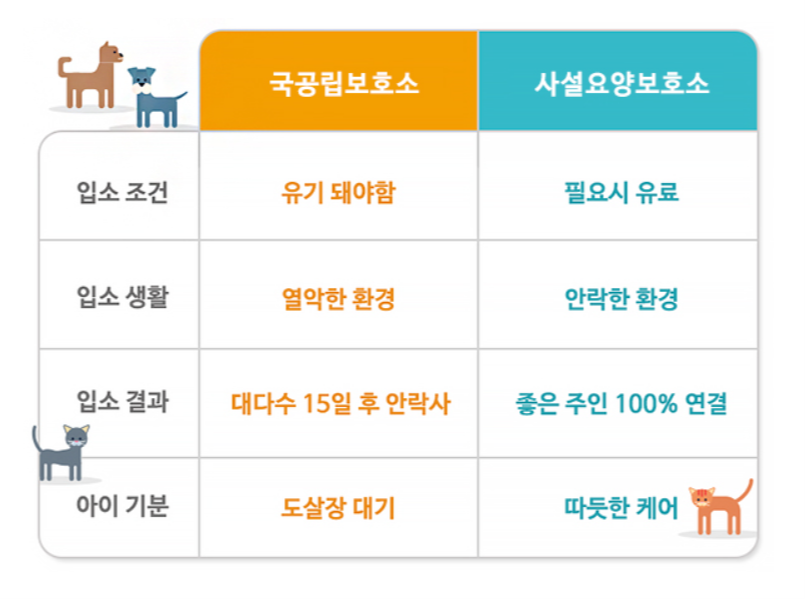 국공립보호소 사설요양보호소
입소 조건 유기 돼야함 필요시 유료
입소 생활 열악한 환경 안락한 환경
입소 결과 대다수 15일 후 안락사 좋은 주인 100% 연결
아이 기분 도살장 대기 따듯한 케어